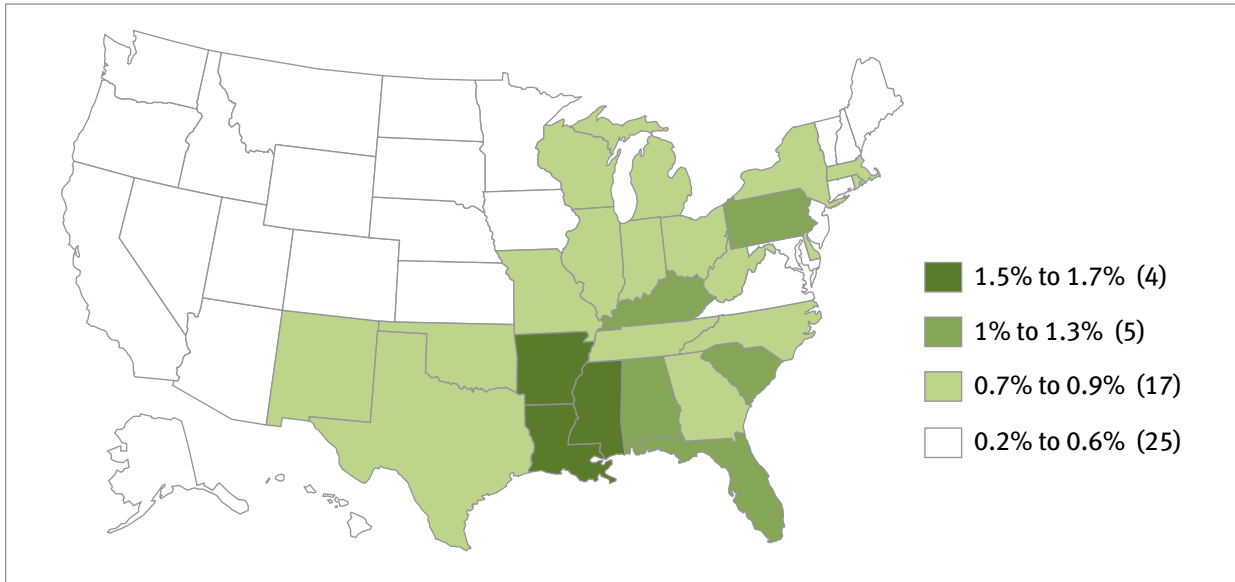 1.5% to 1.7% (4)
1% to 1.3% (5)
0.7% to 0.9% (17)
0.2% to 0.6% (25)